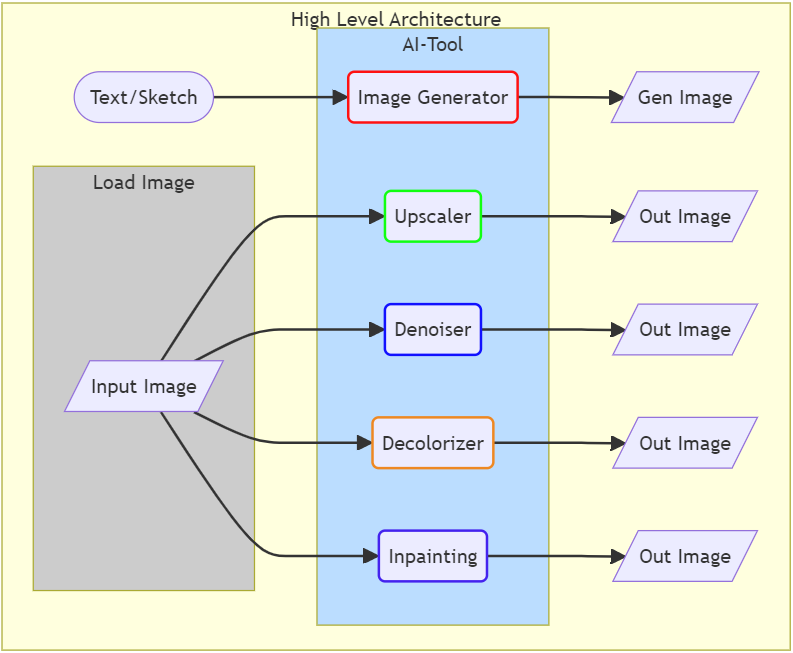 High Level Architecture
AI-Tool
Text/Sketch
Image Generator
Gen Image
Load Image
Upscaler
Out Image
Denoiser
Out Image
Input Image
Decolorizer
Out Image
Inpainting
Out Image